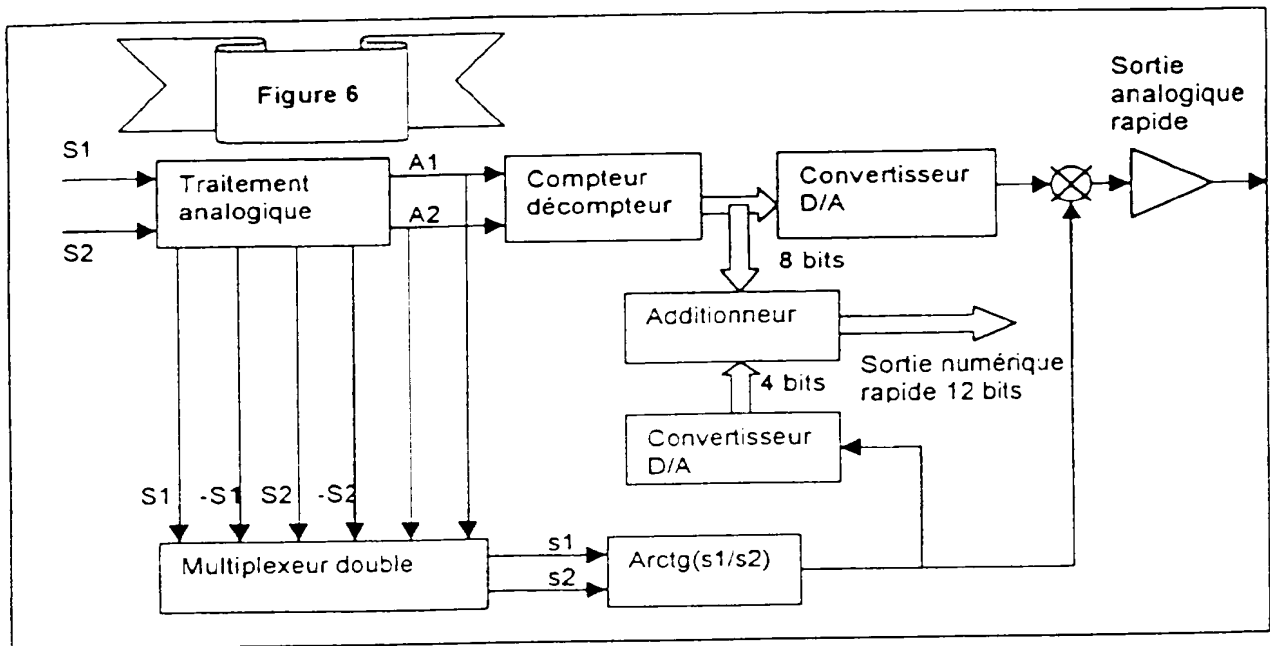 Figure 6
Sortie
analogique
rapide
S1
S2
Traitement
analogique
A1
A2
Compteur
décompteur
Convertisseur
D/A
8 bits
Additionneur
Sortie numérique
rapide 12 bits
4 bits
Convertisseur
D/A
S1 -S1 S2 -S2
Multiplexeur double
s1
s2
Arctg(s1/s2)